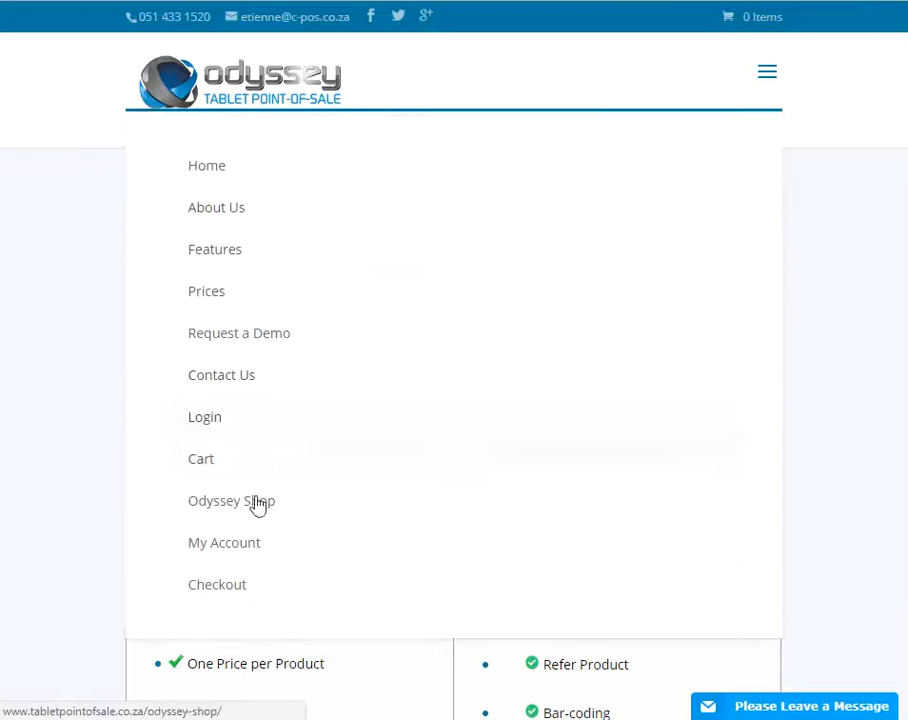 051 433 1520 etienne@c-pos.co.za 0 Items
odyssey
TABLET POINT-OF-SALE
Home
About Us
Features
Prices
Request a Demo
Contact Us
Login
Cart
Odyssey Shop
My Account
Checkout
One Price per Product
Refer Product
Bar-coding
www.tabletpointofsale.co.za/odyssey-shop/
Please Leave a Message